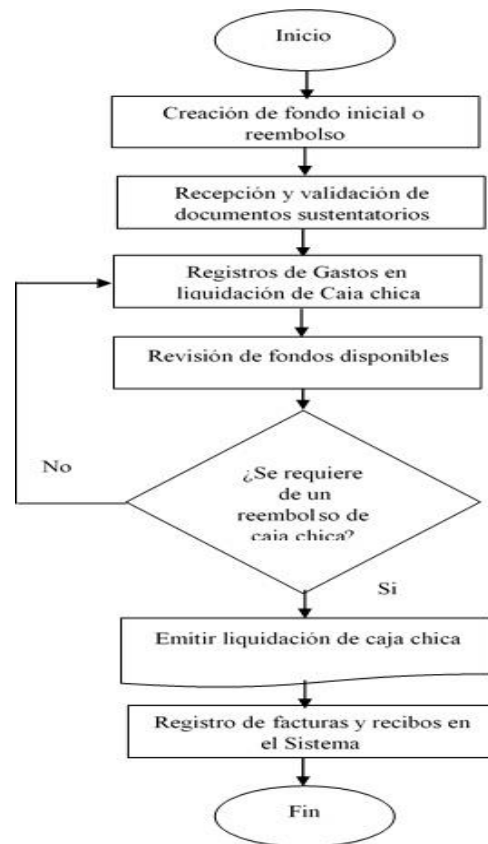 Inicio
Creación de fondo inicial o
reembolso
Recepción y validación de
documentos sustentatorios
Registros de Gastos en
liquidación de Caja chica
Revisión de fondos disponibles
No
¿Se requiere
de un
reembolso de
caja chica?
Si
Emitir liquidación de caja chica
Registro de facturas y recibos en
el Sistema
Fin